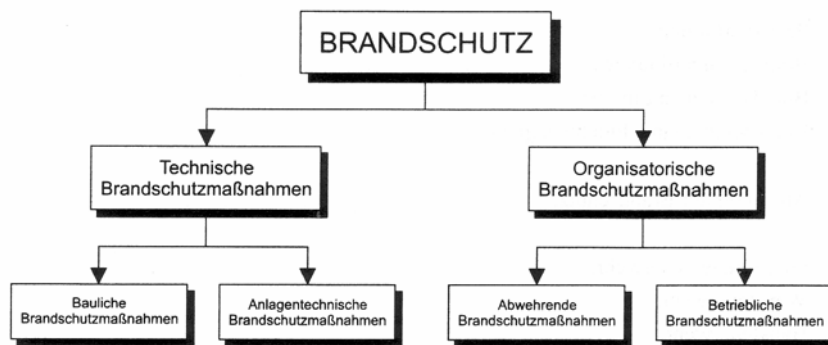 BRANDSCHUTZ
Technische
Brandschutzmaßnahmen
Organisatorische
Brandschutzmaßnahmen
Bauliche
Brandschutzmaßnahmen
Anlagentechnische
Brandschutzmaßnahmen
Abwehrende
Brandschutzmaßnahmen
Betriebliche
Brandschutzmaßnahmen